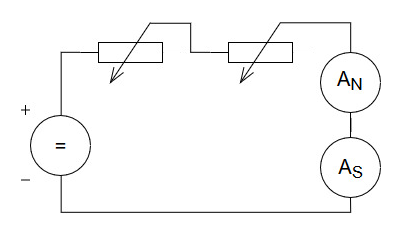 +
=
−
A_N
A_S